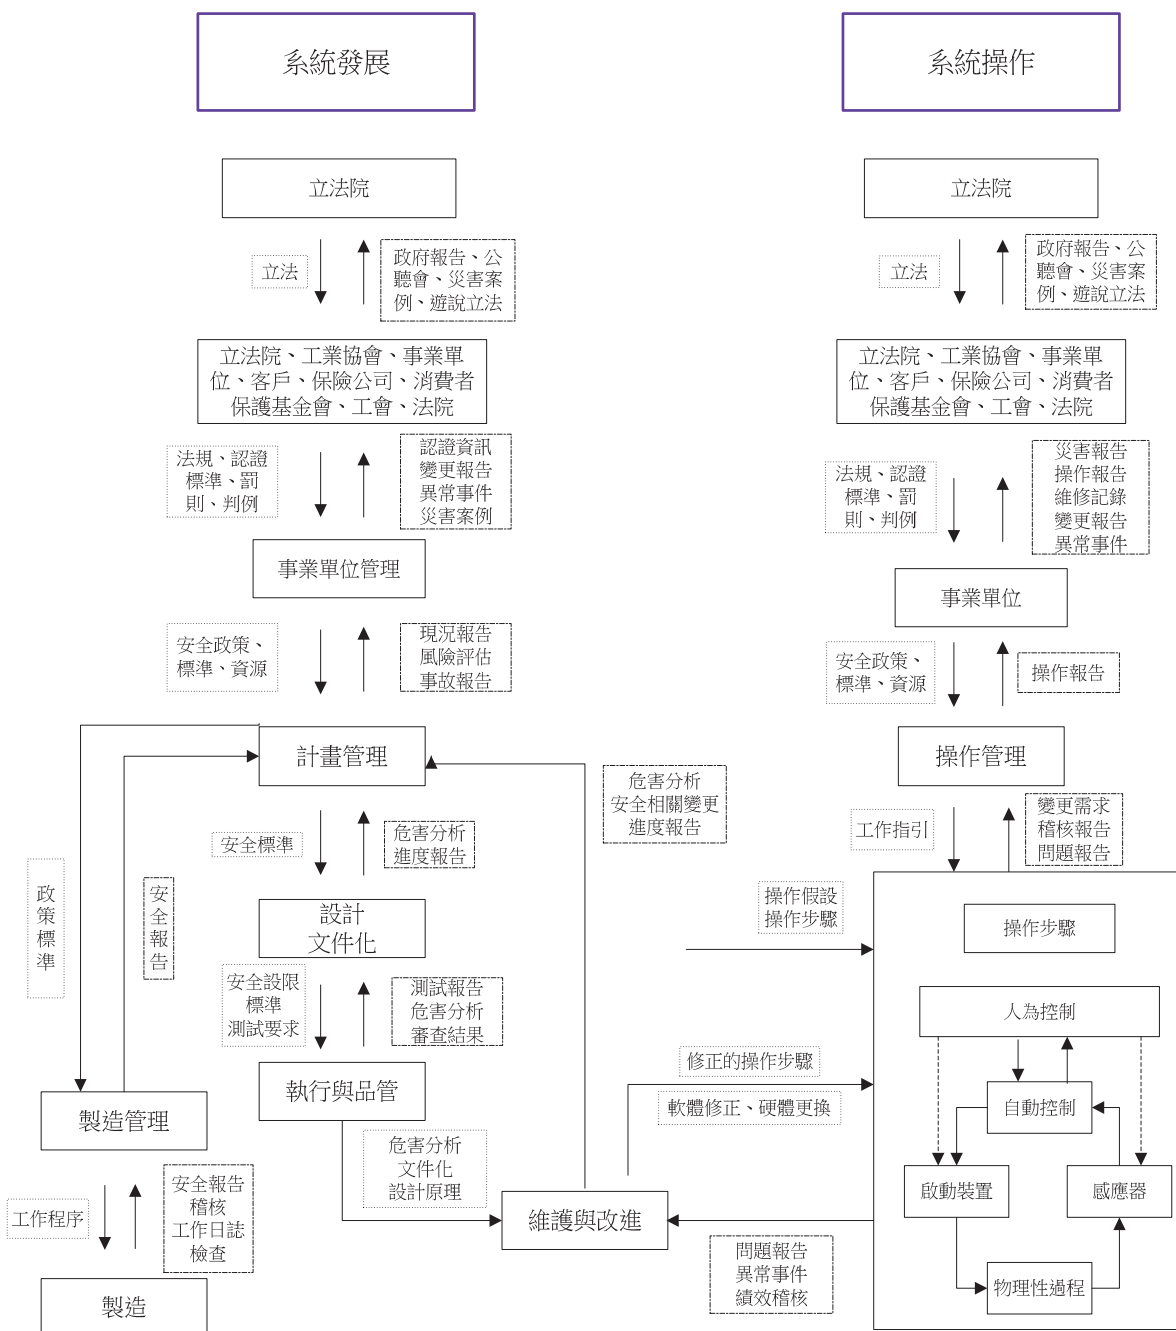 系統發展
系統操作
立法院
立法院
立法
政府報告、公
聽會、災害案
例、遊說立法
立法
政府報告、公
聽會、災害案
例、遊說立法
立法院、工業協會、事業單
位、客戶、保險公司、消費者
保護基金會、工會、法院
立法院、工業協會、事業單
位、客戶、保險公司、消費者
保護基金會、工會、法院
法規、認證
標準、罰
則、判例
認證資訊
變更報告
異常事件
災害案例
法規、認證
標準、罰
則、判例
災害報告
操作報告
維修記錄
變更報告
異常事件
事業單位管理
事業單位
安全政策、
標準、資源
現況報告
風險評估
事故報告
安全政策、
標準、資源
操作報告
計畫管理
操作管理
危害分析
安全相關變更
進度報告
安全標準
危害分析
進度報告
工作指引
變更需求
稽核報告
問題報告
政策標準
安全報告
設計
文件化
操作假設
操作步驟
操作步驟
安全設限
標準
測試要求
測試報告
危害分析
審查結果
人為控制
執行與品管
修正的操作步驟
軟體修正、硬體更換
自動控制
製造管理
危害分析
文件化
設計原理
啟動裝置
感應器
工作程序
安全報告
稽核
工作日誌
檢查
維護與改進
問題報告
異常事件
績效稽核
物理性過程
製造